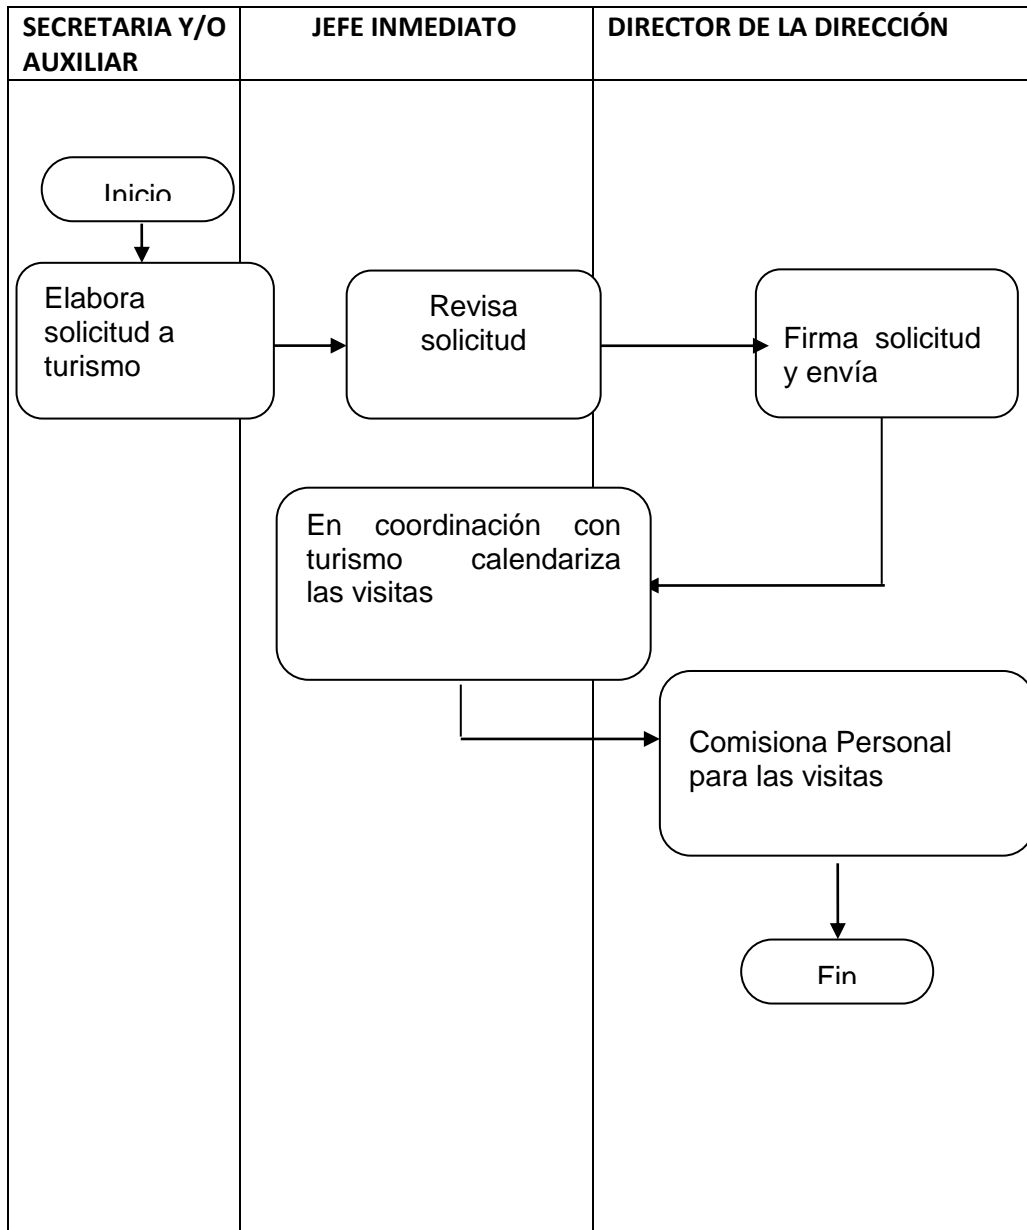 SECRETARIA Y/O
AUXILIAR
JEFE INMEDIATO
DIRECTOR DE LA DIRECCIÓN
Inicio
Elabora
solicitud a
turismo
Revisa
solicitud
Firma solicitud
y envía
En coordinación con
turismo calendariza
las visitas
Comisiona Personal
para las visitas
Fin